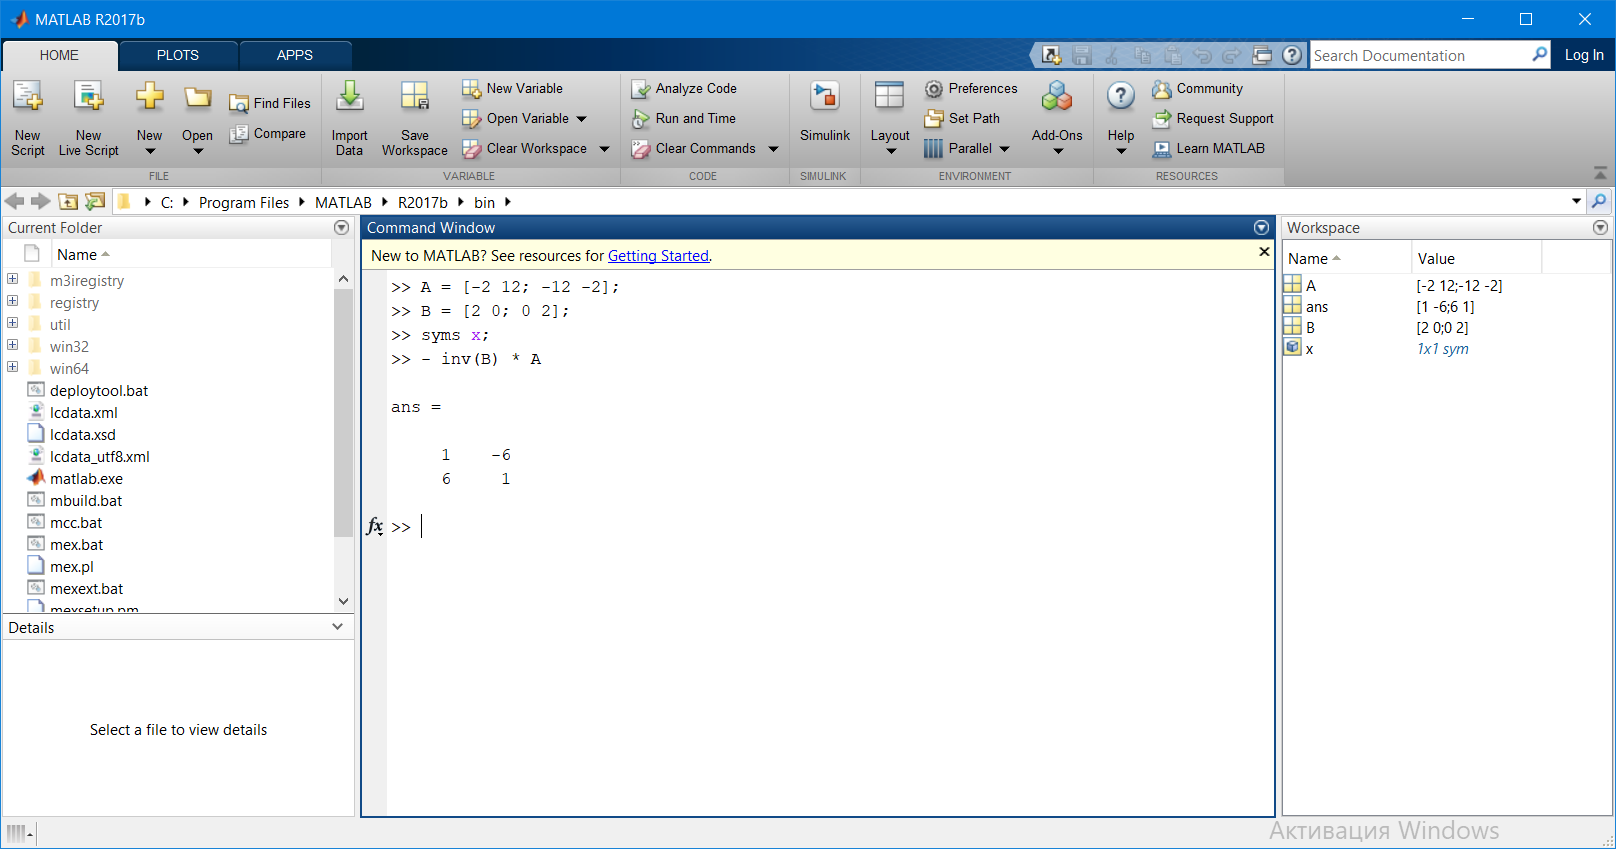 MATLAB R2017b
HOME PLOTS APPS
Search Documentation
Log In
New Script
New Live Script
New
Open
Find Files
Compare
FILE
Import Data
Save Workspace
New Variable
Open Variable
Clear Workspace
VARIABLE
Analyze Code
Run and Time
Clear Commands
CODE
Simulink
SIMULINK
Layout
Preferences
Set Path
Parallel
Add-Ons
ENVIRONMENT
Help
Community
Request Support
Learn MATLAB
RESOURCES
C: Program Files MATLAB R2017b bin
Current Folder
Name
m3iregistry
registry
util
win32
win64
deploytool.bat
lcdata.xml
lcdata.xsd
lcdata_utf8.xml
matlab.exe
mbuild.bat
mcc.bat
mex.bat
mex.pl
mexext.bat
mexsetup.pm
Details
Select a file to view details
Command Window
New to MATLAB? See resources for Getting Started.
>> A = [-2 12; -12 -2];
>> B = [2 0; 0 2];
>> syms x;
>> - inv(B) * A
ans =
1 -6
6 1
fx >>
Workspace
Name Value
A [-2 12;-12 -2]
ans [1 -6;6 1]
B [2 0;0 2]
x 1x1 sym
Активация Windows